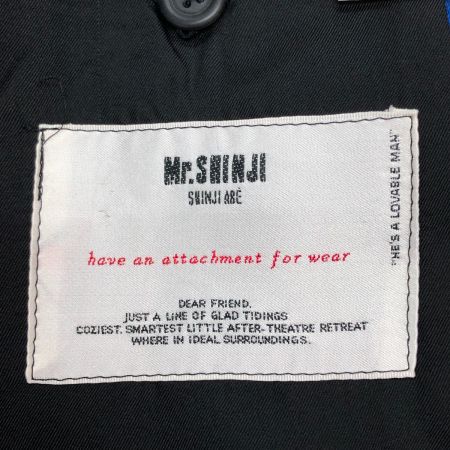 Mr.SHINJI
SHINJI ABE
have an attachment for wear
"HE'S A LOVABLE MAN"
DEAR FRIEND.
JUST A LINE OF GLAD TIDINGS
COZIEST. SMARTEST LITTLE AFTER-THEATRE RETREAT
WHERE IN IDEAL SURROUNDINGS.